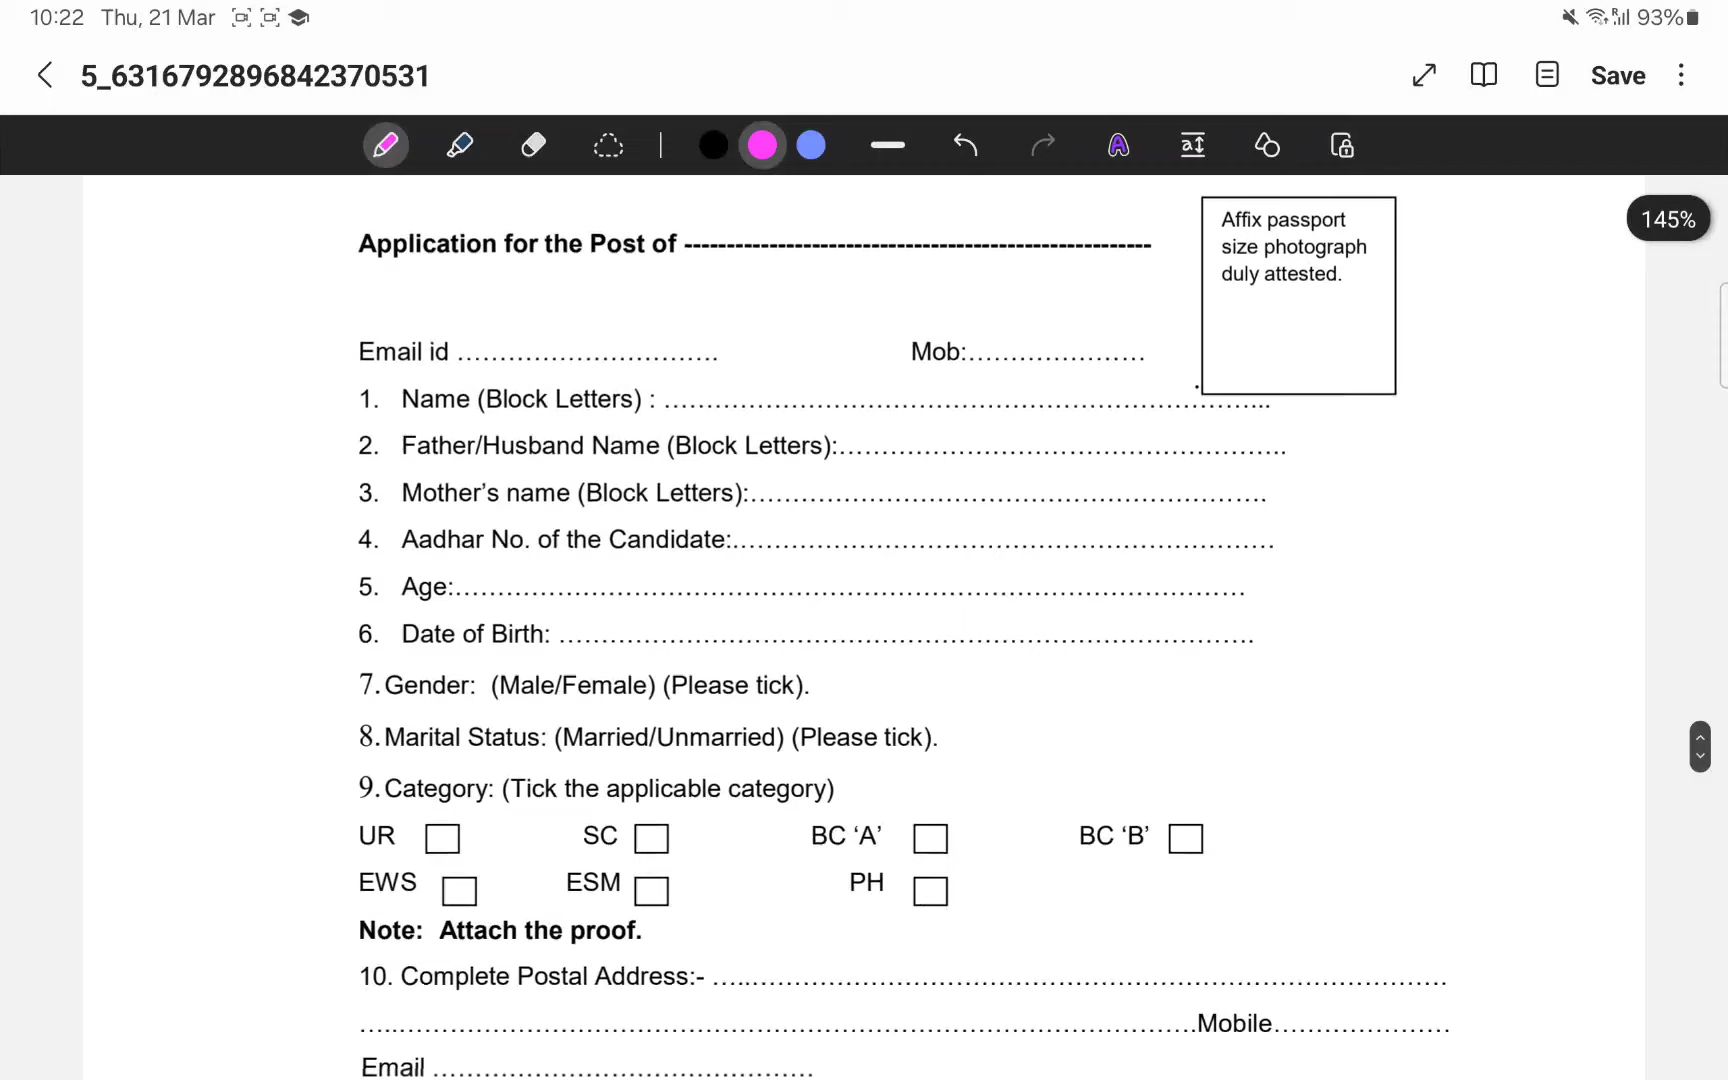 10:22 Thu, 21 Mar 93%
5_6316792896842370531 Save
145%
Affix passport
size photograph
duly attested.
Application for the Post of -------------------------------------------------------
Email id ................................ Mob:.....................
1. Name (Block Letters) : ........................................................................
2. Father/Husband Name (Block Letters):......................................................
3. Mother's name (Block Letters):..............................................................
4. Aadhar No. of the Candidate:.................................................................
5. Age:...............................................................................................
6. Date of Birth: ...................................................................................
7. Gender: (Male/Female) (Please tick).
8. Marital Status: (Married/Unmarried) (Please tick).
9. Category: (Tick the applicable category)
UR SC BC ‘A’ BC ‘B’
EWS ESM PH
Note: Attach the proof.
10. Complete Postal Address:- ........................................................................................
....................................................................................................Mobile.....................
Email ..............................................